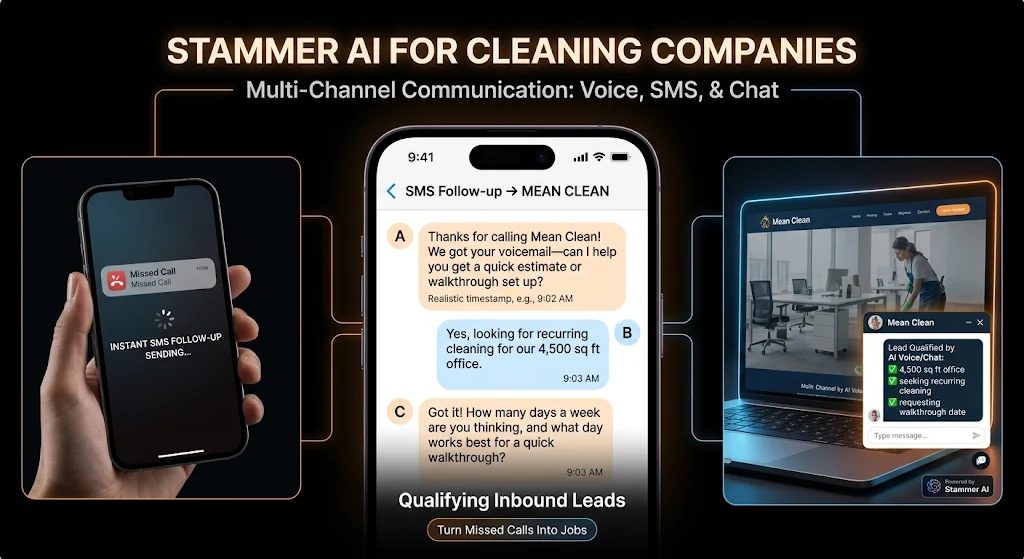 STAMMER AI FOR CLEANING COMPANIES
Multi-Channel Communication: Voice, SMS, & Chat
Missed Call
now
Missed Call
INSTANT SMS FOLLOW-UP
SENDING...
9:41
SMS Follow-up → MEAN CLEAN
A
Thanks for calling Mean Clean!
We got your voicemail—can I help
you get a quick estimate or
walkthrough set up?
Realistic timestamp, e.g., 9:02 AM
B
Yes, looking for recurring
cleaning for our 4,500 sq ft
office.
9:03 AM
C
Got it! How many days a week
are you thinking, and what day
works best for a quick
walkthrough?
9:03 AM
Qualifying Inbound Leads
Turn Missed Calls Into Jobs
Mean Clean
Home
Contact
Mean Clean
Lead Qualified by
AI Voice/Chat:
✅ 4,500 sq ft office
✅ seeking recurring
cleaning
✅ requesting
walkthrough date
Type message...
Multi Channel by AI Voice
Powered by
Stammer AI